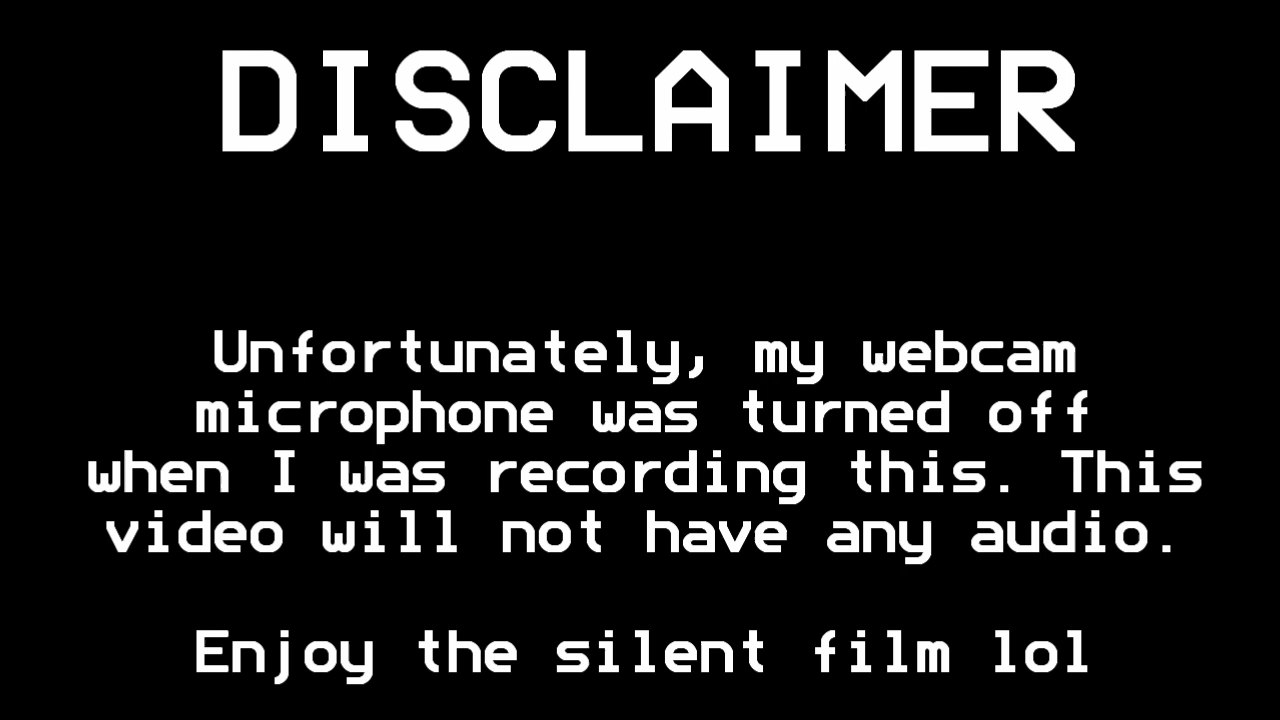 DISCLAIMER
Unfortunately, my webcam
microphone was turned off
when I was recording this. This
video will not have any audio.
Enjoy the silent film lol